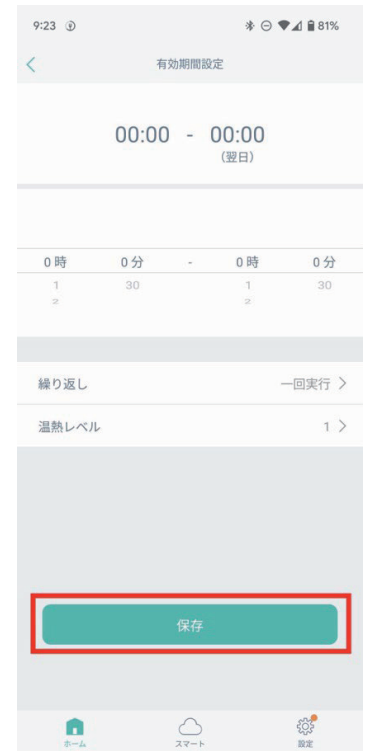 9:23 81%
有効期間設定
00:00 - 00:00
(翌日)
0時 0分 - 0時 0分
1 30 1 30
2 2
繰り返し 一回実行
温熱レベル 1
保存
ホーム スマート 設定